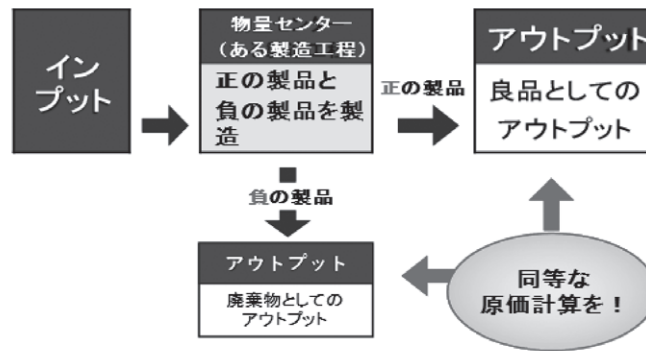 イン
プット
物量センター
(ある製造工程)
正の製品と
負の製品を製
造
正の製品
アウトプット
良品としての
アウトプット
負の製品
アウトプット
廃棄物としての
アウトプット
同等な
原価計算を！